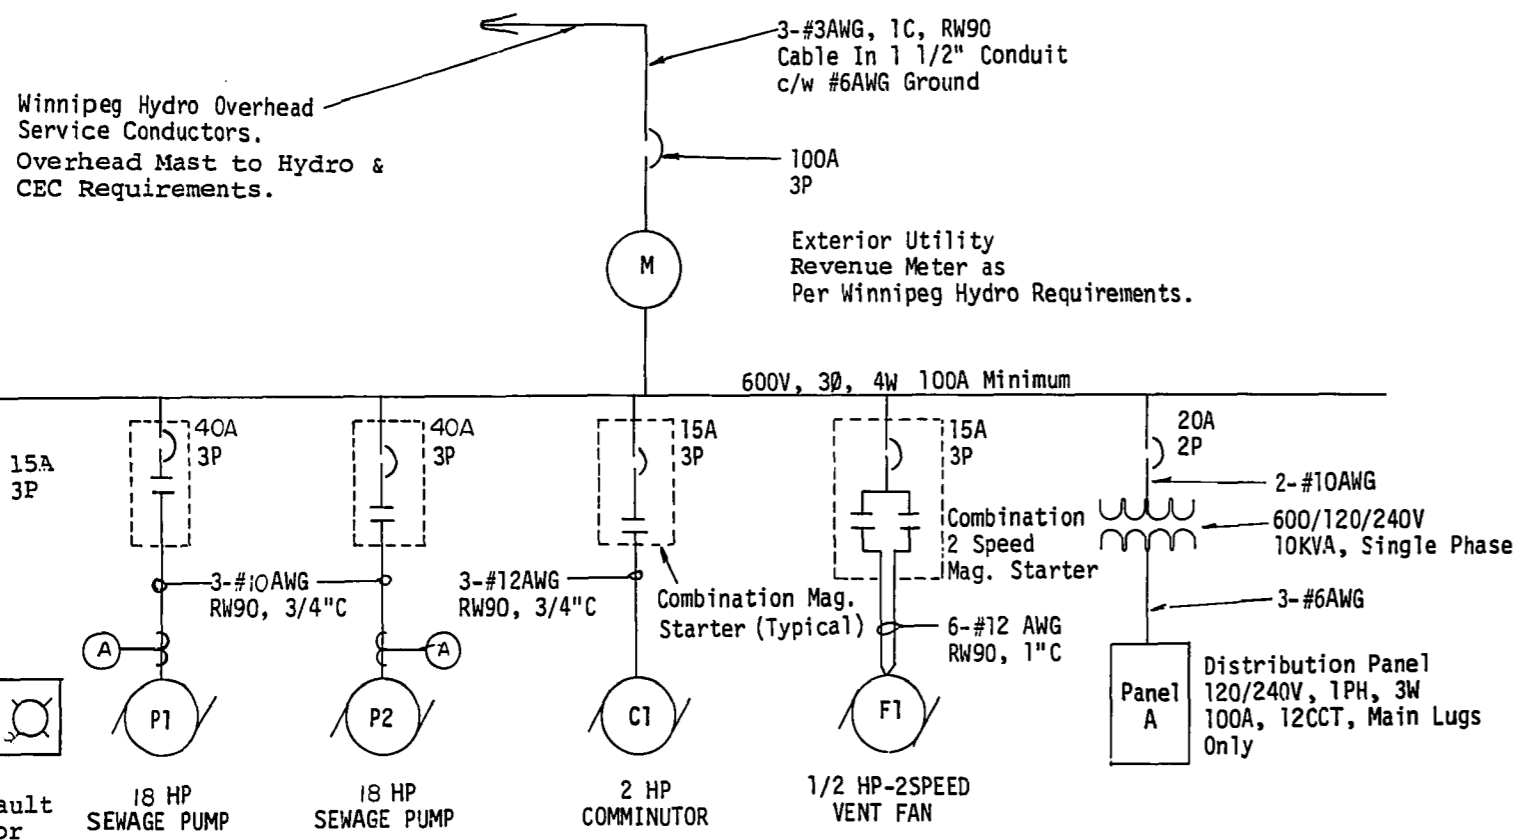 3-#3AWG, 1C, RW90
Cable In 1 1/2" Conduit
c/w #6AWG Ground
Winnipeg Hydro Overhead
Service Conductors.
Overhead Mast to Hydro &
CEC Requirements.
100A
3P
M
Exterior Utility
Revenue Meter as
Per Winnipeg Hydro Requirements.
600V, 3Ø, 4W 100A Minimum
15A
3P
40A
3P
40A
3P
15A
3P
15A
3P
20A
2P
2-#10AWG
600/120/240V
10KVA, Single Phase
3-#6AWG
Combination
2 Speed
Mag. Starter
3-#10AWG
RW90, 3/4"C
3-#12AWG
RW90, 3/4"C
Combination Mag.
Starter (Typical)
6-#12 AWG
RW90, 1"C
A
A
P1
P2
C1
F1
Panel
A
Distribution Panel
120/240V, 1PH, 3W
100A, 12CCT, Main Lugs
Only
ault
or
18 HP
SEWAGE PUMP
18 HP
SEWAGE PUMP
2 HP
COMMINUTOR
1/2 HP-2SPEED
VENT FAN